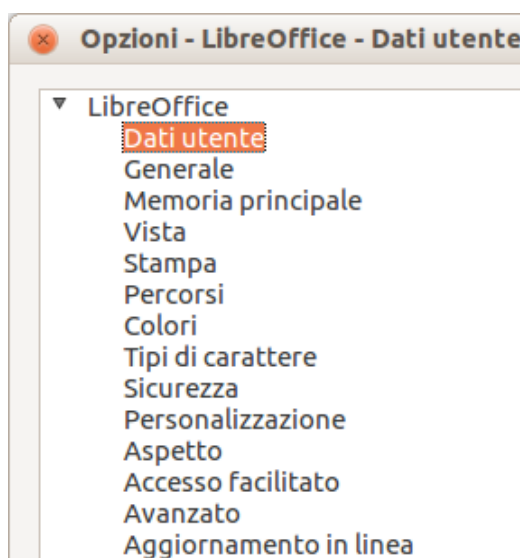 Opzioni - LibreOffice - Dati utente
LibreOffice
Dati utente
Generale
Memoria principale
Vista
Stampa
Percorsi
Colori
Tipi di carattere
Sicurezza
Personalizzazione
Aspetto
Accesso facilitato
Avanzato
Aggiornamento in linea